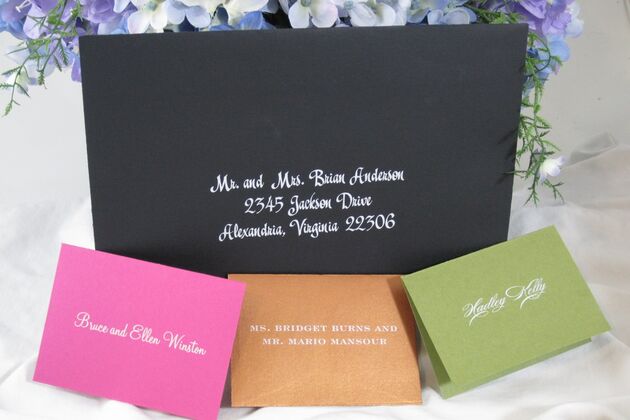 Mr. and Mrs. Brian Anderson
2345 Jackson Drive
Alexandria, Virginia 22306
Bruce and Ellen Winston
MS. BRIDGET BURNS AND
MR. MARIO MANSOUR
Hadley Kelly